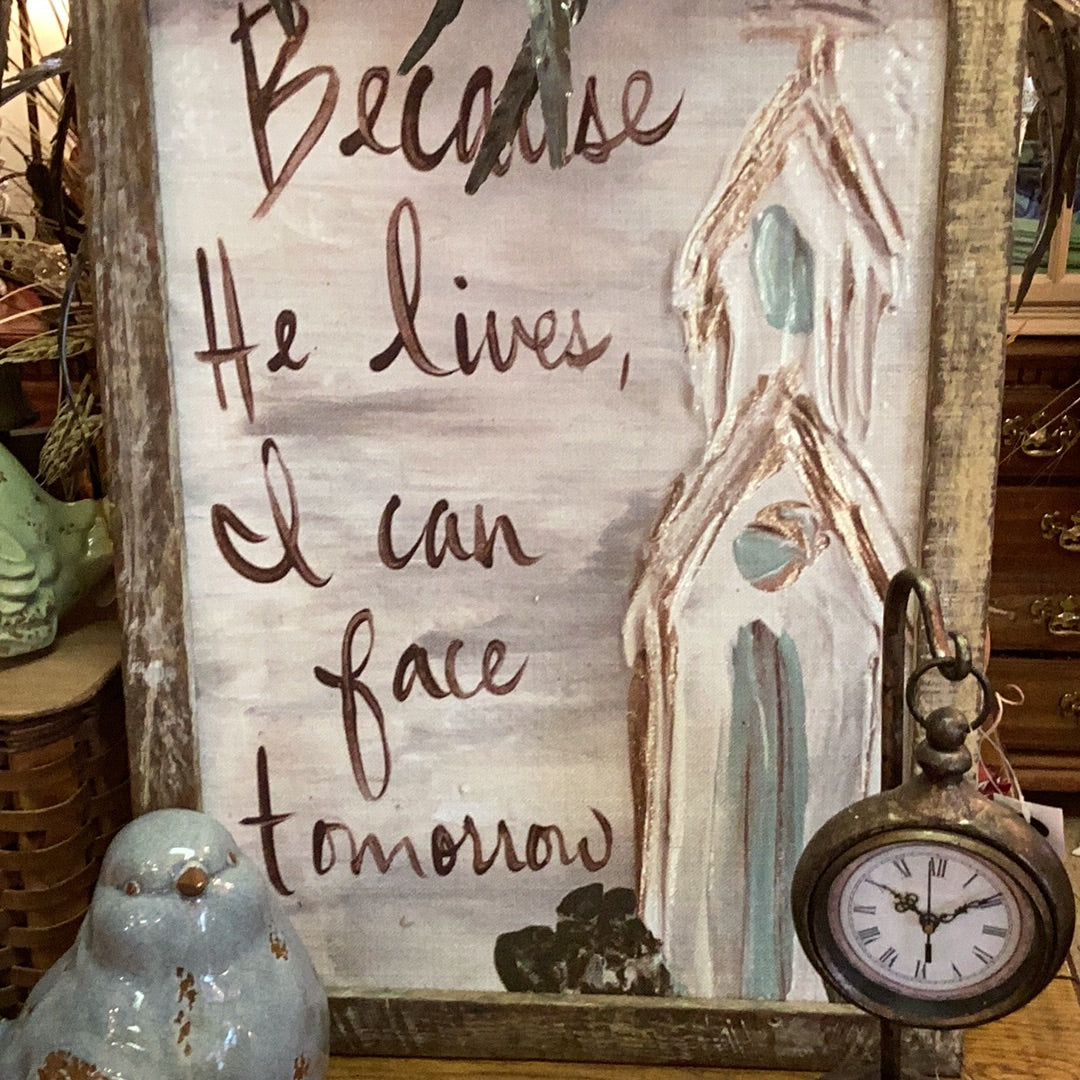 Because
He lives,
I can
face
tomorrow